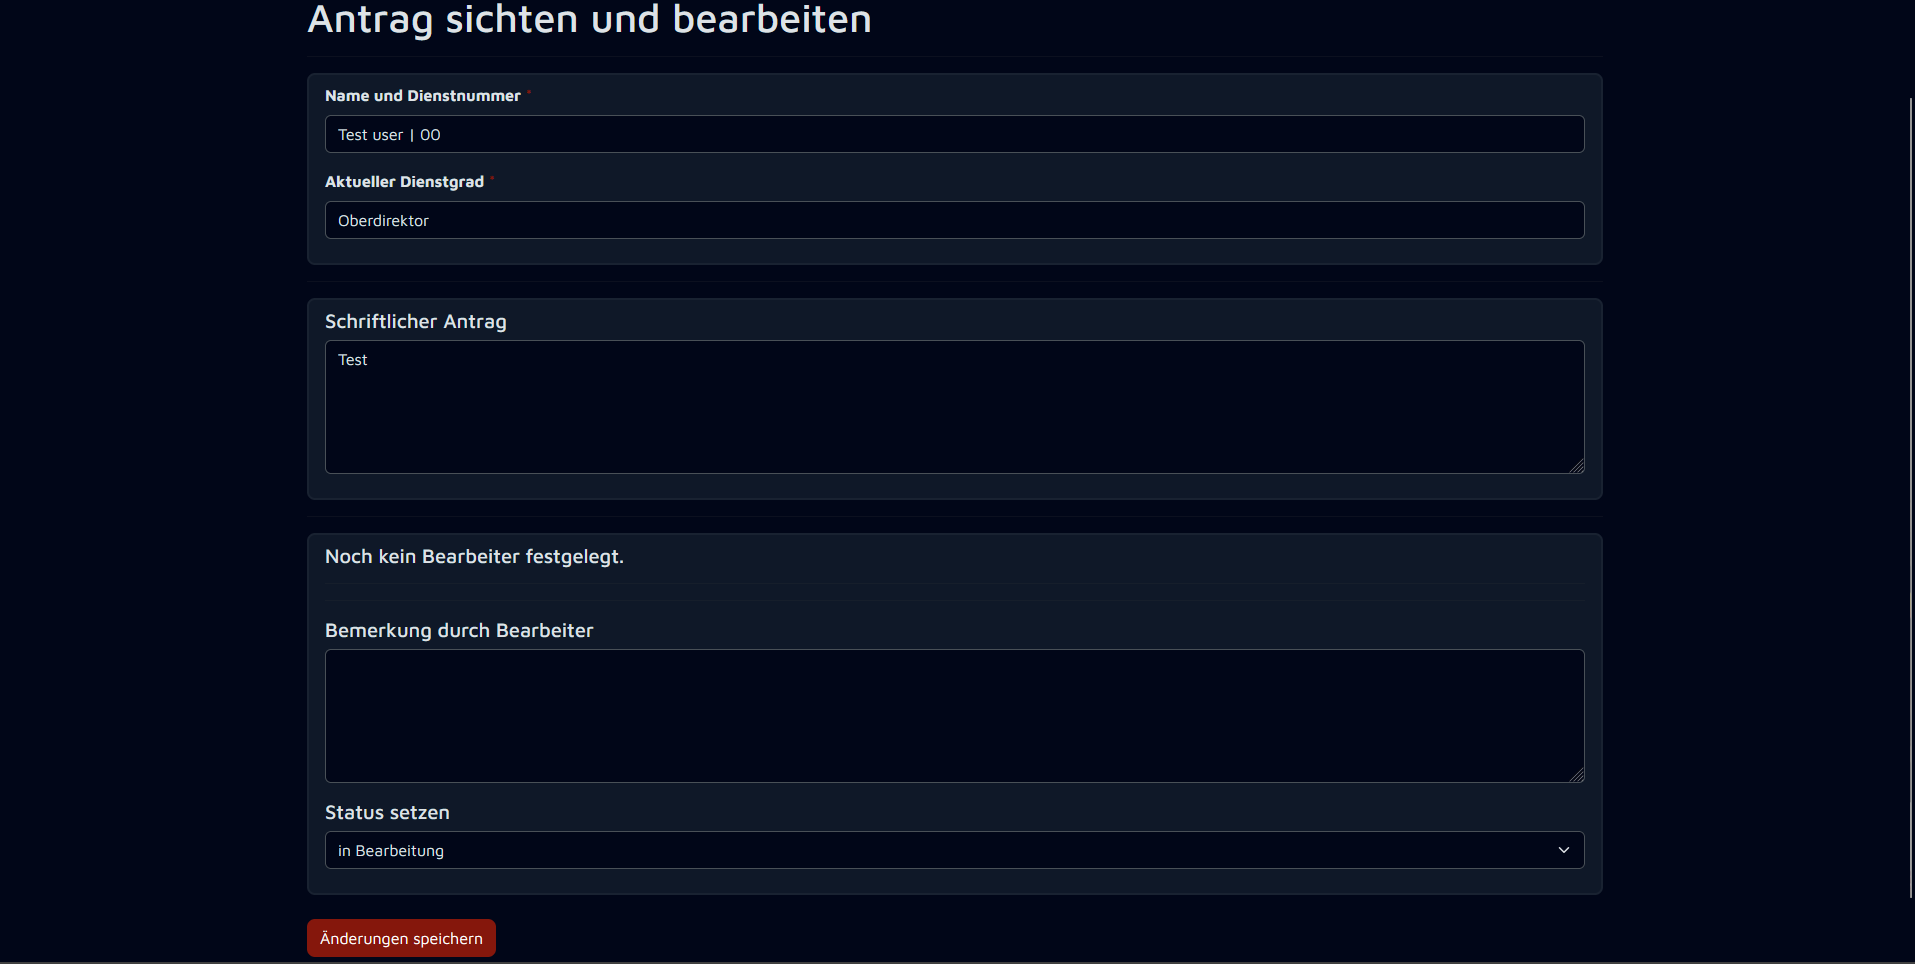 Antrag sichten und bearbeiten
Name und Dienstnummer *
Test user | 00
Aktueller Dienstgrad *
Oberdirektor
Schriftlicher Antrag
Test
Noch kein Bearbeiter festgelegt.
Bemerkung durch Bearbeiter
Status setzen
in Bearbeitung
Änderungen speichern